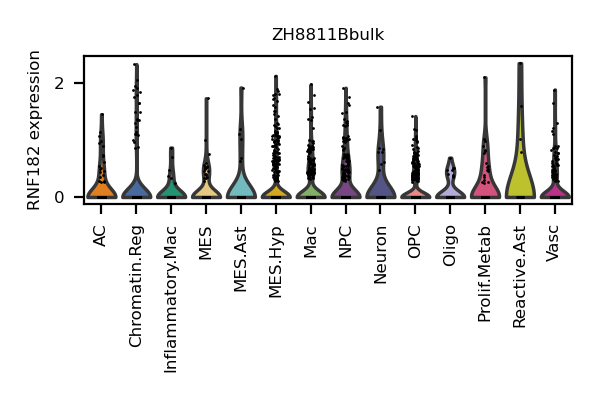 ZH8811Bbulk
RNF182 expression
2
0
AC
Chromatin.Reg
Inflammatory.Mac
MES
MES.Ast
MES.Hyp
Mac
NPC
Neuron
OPC
Oligo
Prolif.Metab
Reactive.Ast
Vasc